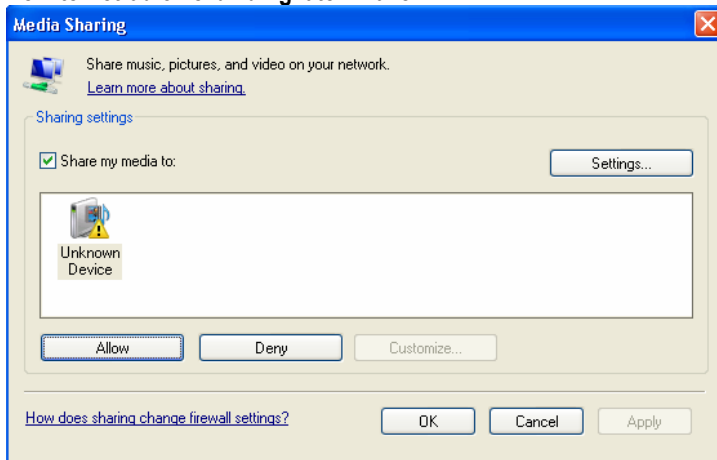 Media Sharing
Share music, pictures, and video on your network.
Learn more about sharing.
Sharing settings
Share my media to:
Settings...
Unknown
Device
Allow
Deny
Customize...
How does sharing change firewall settings?
OK
Cancel
Apply